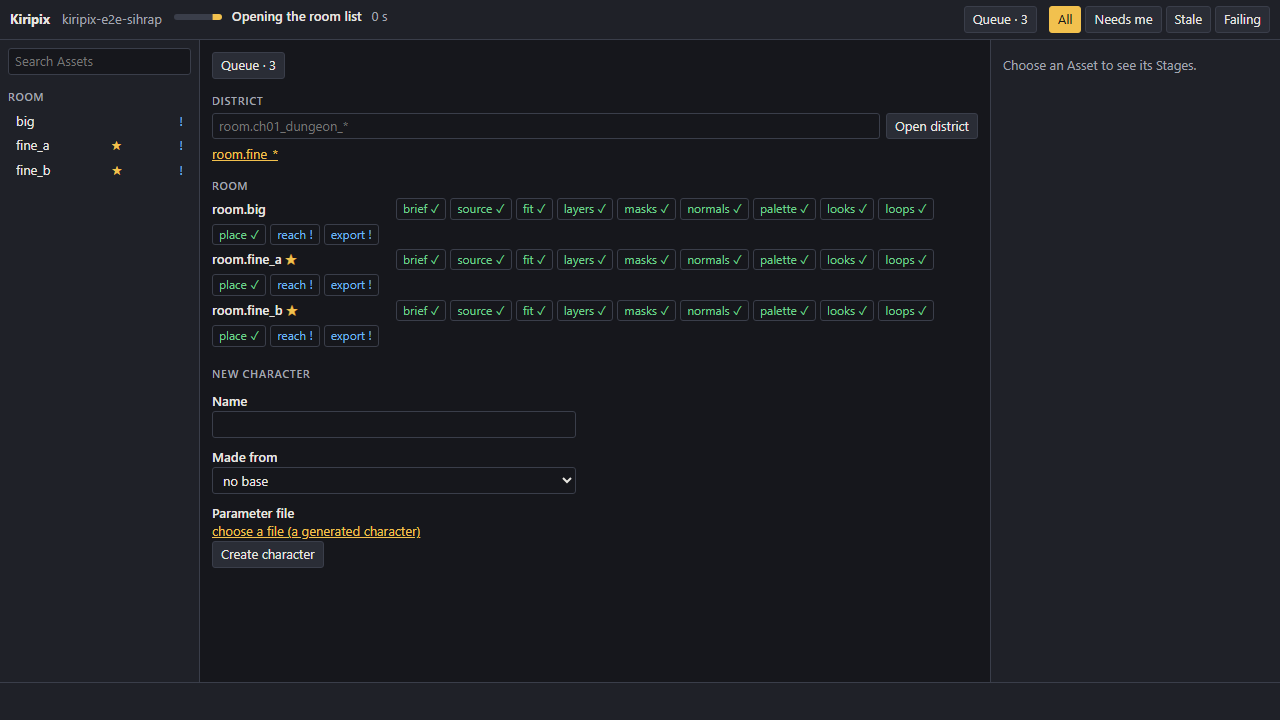 Kiripix kiripix-e2e-sihrap Opening the room list 0 s Queue · 3 All Needs me Stale Failing
Search Assets
ROOM
big !
fine_a ★ !
fine_b ★ !
Queue · 3
DISTRICT
room.ch01_dungeon_* Open district
room.fine_*
ROOM
room.big brief ✓ source ✓ fit ✓ layers ✓ masks ✓ normals ✓ palette ✓ looks ✓ loops ✓
place ✓ reach ! export !
room.fine_a ★ brief ✓ source ✓ fit ✓ layers ✓ masks ✓ normals ✓ palette ✓ looks ✓ loops ✓
place ✓ reach ! export !
room.fine_b ★ brief ✓ source ✓ fit ✓ layers ✓ masks ✓ normals ✓ palette ✓ looks ✓ loops ✓
place ✓ reach ! export !
NEW CHARACTER
Name
Made from
no base
Parameter file
choose a file (a generated character)
Create character
Choose an Asset to see its Stages.